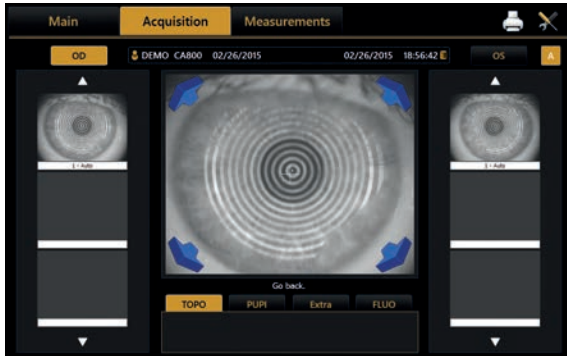 Main Acquisition Measurements
OD DEMO CA800 02/26/2015 02/26/2015 18:56:42 OS A
1 - Auto 1 - Auto
Go back.
TOPO PUPI Extra FLUO